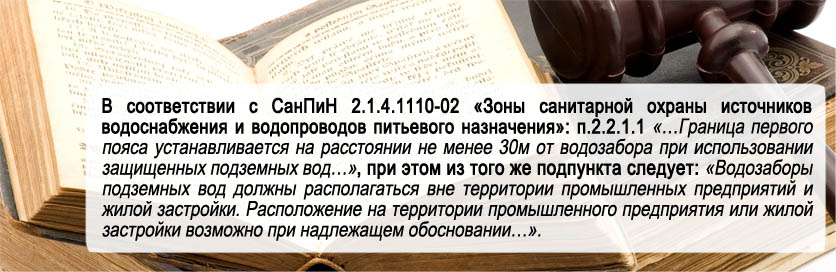 В соответствии с СанПиН 2.1.4.1110-02 «Зоны санитарной охраны источников
водоснабжения и водопроводов питьевого назначения»: п.2.2.1.1 «…Граница первого
пояса устанавливается на расстоянии не менее 30м от водозабора при использовании
защищенных подземных вод…», при этом из того же подпункта следует: «Водозаборы
подземных вод должны располагаться вне территории промышленных предприятий и
жилой застройки. Расположение на территории промышленного предприятия или жилой
застройки возможно при надлежащем обосновании…».